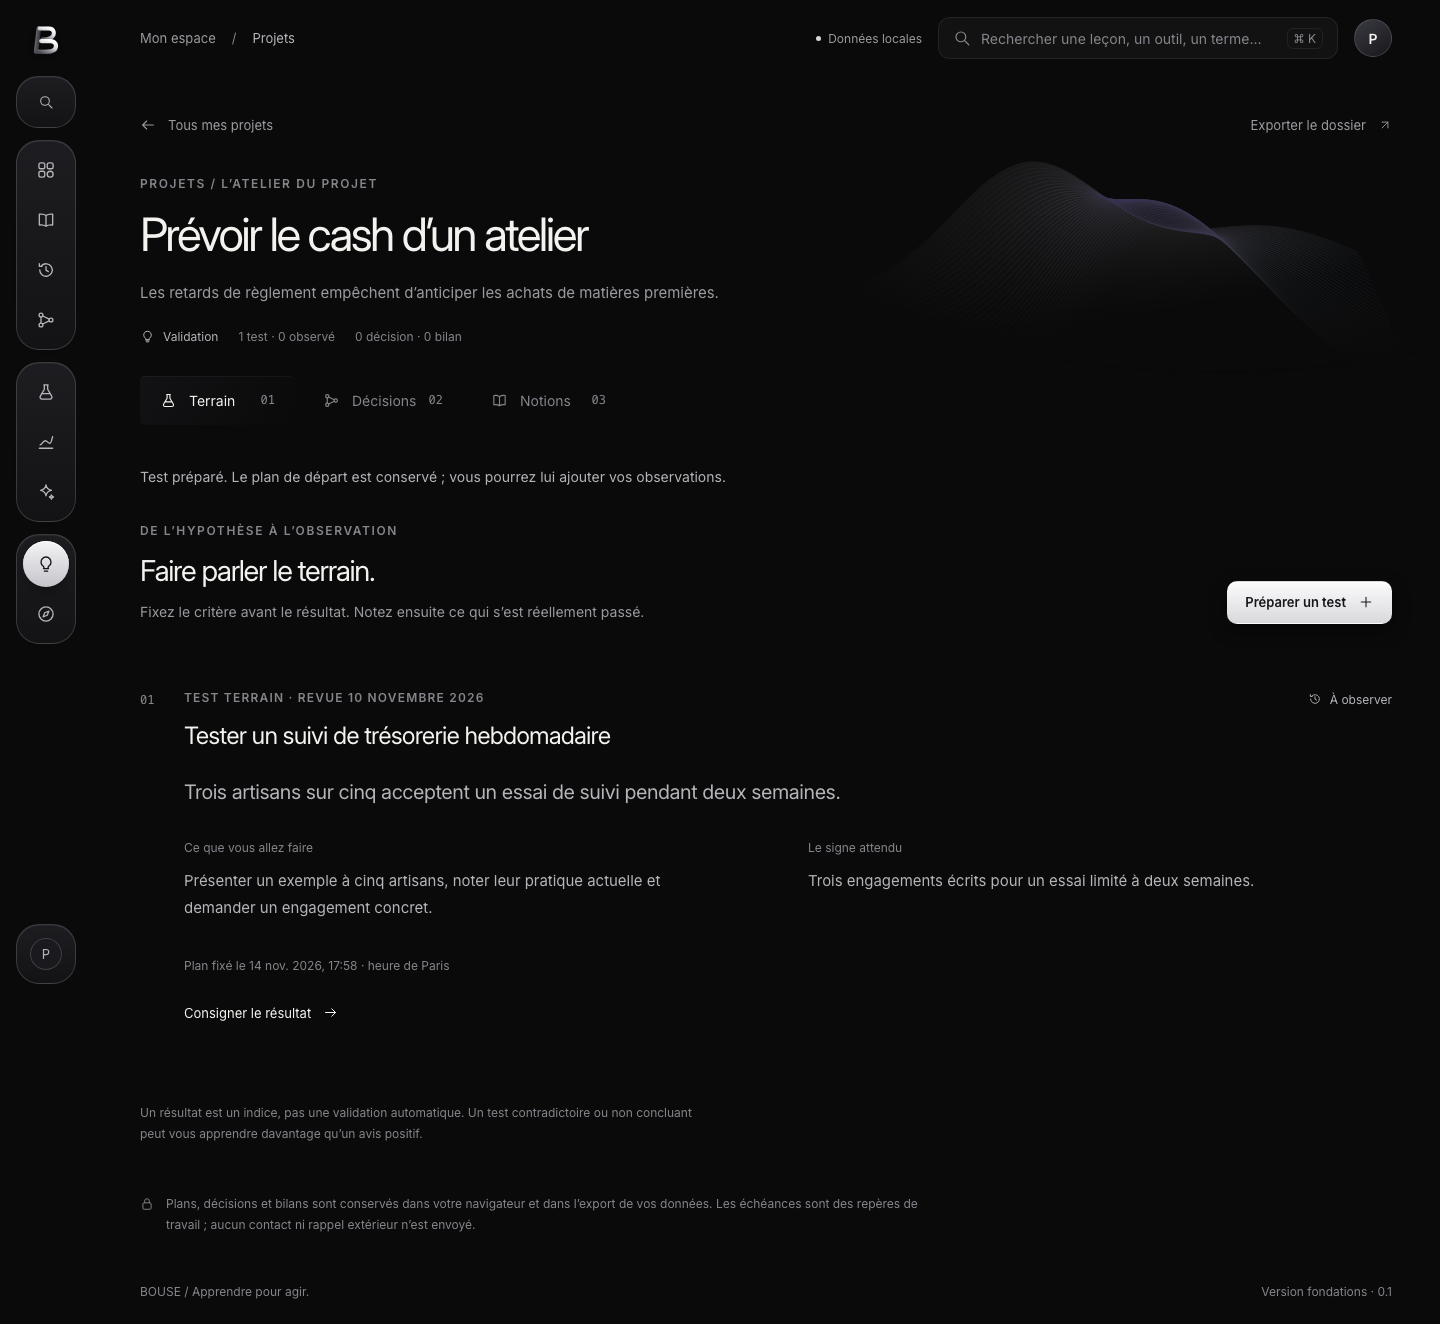 B
Mon espace / Projets
Données locales
Rechercher une leçon, un outil, un terme...
⌘ K
P
Tous mes projets
Exporter le dossier
PROJETS / L’ATELIER DU PROJET
Prévoir le cash d’un atelier
Les retards de règlement empêchent d’anticiper les achats de matières premières.
Validation 1 test · 0 observé 0 décision · 0 bilan
Terrain 01 Décisions 02 Notions 03
Test préparé. Le plan de départ est conservé ; vous pourrez lui ajouter vos observations.
DE L’HYPOTHÈSE À L’OBSERVATION
Faire parler le terrain.
Fixez le critère avant le résultat. Notez ensuite ce qui s’est réellement passé.
Préparer un test
01 TEST TERRAIN · REVUE 10 NOVEMBRE 2026
À observer
Tester un suivi de trésorerie hebdomadaire
Trois artisans sur cinq acceptent un essai de suivi pendant deux semaines.
Ce que vous allez faire
Présenter un exemple à cinq artisans, noter leur pratique actuelle et
demander un engagement concret.
Le signe attendu
Trois engagements écrits pour un essai limité à deux semaines.
P
Plan fixé le 14 nov. 2026, 17:58 · heure de Paris
Consigner le résultat
Un résultat est un indice, pas une validation automatique. Un test contradictoire ou non concluant
peut vous apprendre davantage qu’un avis positif.
Plans, décisions et bilans sont conservés dans votre navigateur et dans l’export de vos données. Les échéances sont des repères de
travail ; aucun contact ni rappel extérieur n’est envoyé.
BOUSE / Apprendre pour agir.
Version fondations · 0.1